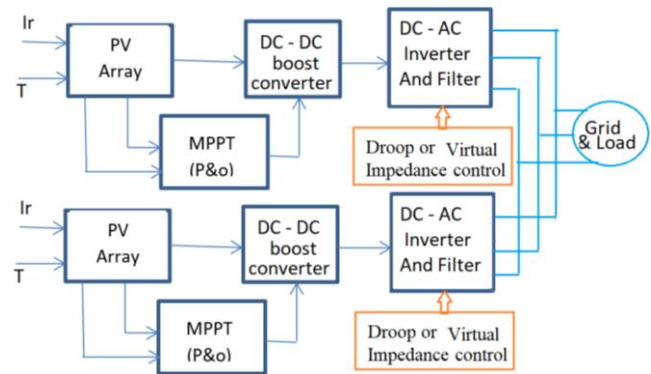 Ir
T
PV
Array
MPPT
(P&o)
DC - DC
boost
converter
DC - AC
Inverter
And Filter
Droop or Virtual
Impedance control
Grid
& Load
Ir
T
PV
Array
MPPT
(P&o)
DC - DC
boost
converter
DC - AC
Inverter
And Filter
Droop or Virtual
Impedance control